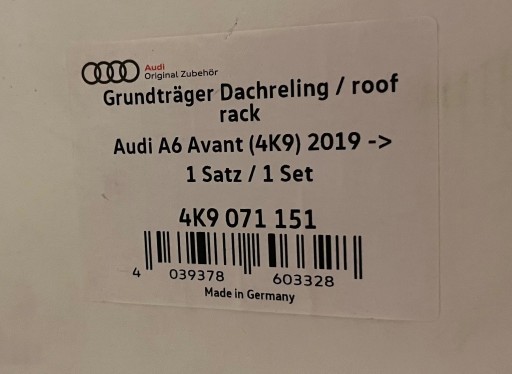 Audi
Original Zubehör
Grundträger Dachreling / roof
rack
Audi A6 Avant (4K9) 2019 ->
1 Satz / 1 Set
4K9 071 151
4 039378 603328
Made in Germany